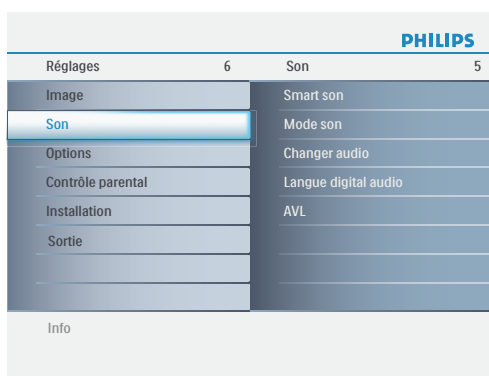 PHILIPS
Réglages 6 Son 5
Image Smart son
Son Mode son
Options Changer audio
Contrôle parental Langue digital audio
Installation AVL
Sortie
Info